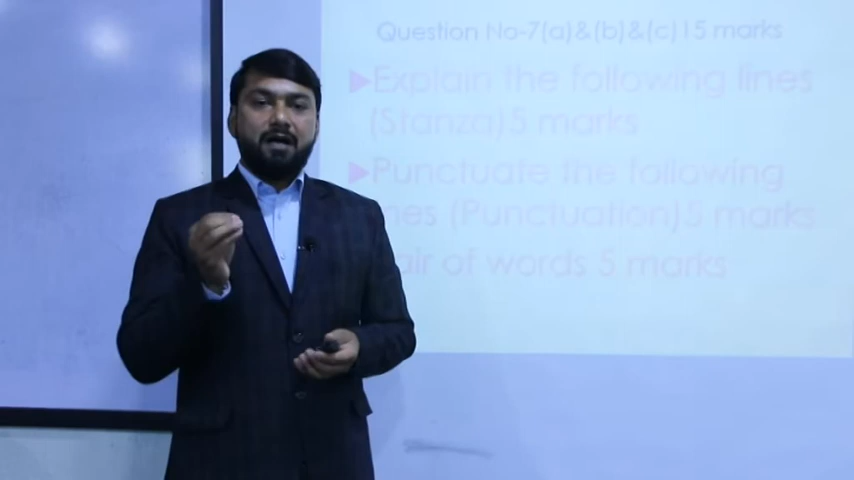 Question No-7(a)&(b)&(c)15 marks
Explain the following lines
(Stanza)5 marks
Punctuate the following
nes (Punctuation)5 marks
air of words 5 marks